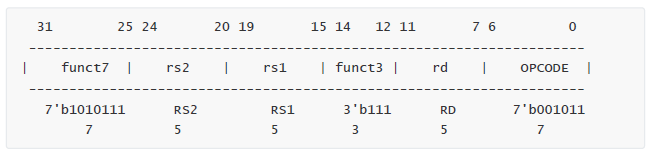 31 25 24 20 19 15 14 12 11 7 6 0
| funct7 | rs2 | rs1 | funct3 | rd | OPCODE |
7'b1010111 RS2 RS1 3'b111 RD 7'b001011
7 5 5 3 5 7